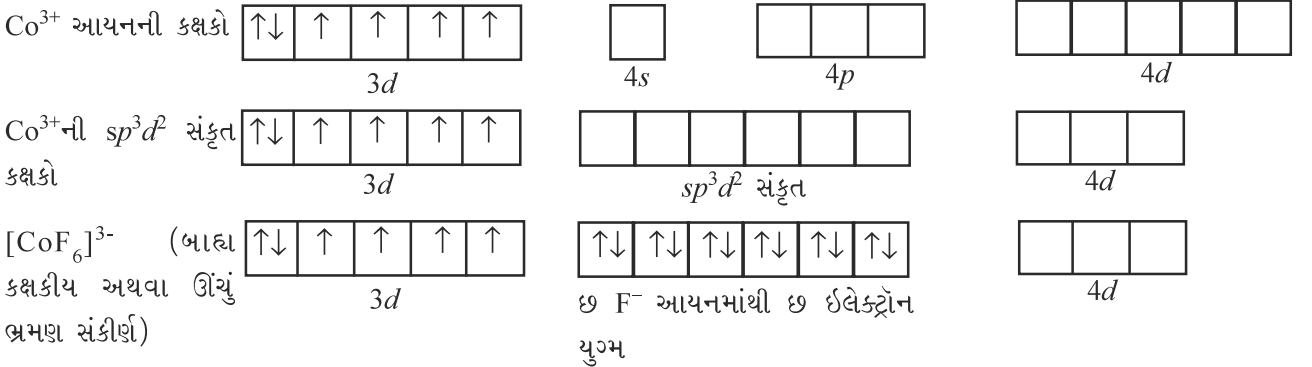 Co³⁺ આયનની કક્ષકો ↑↓ ↑ ↑ ↑ ↑
3d 4s 4p 4d
Co³⁺ની sp³d² સંકૃત ↑↓ ↑ ↑ ↑ ↑
કક્ષકો 3d sp³d² સંકૃત 4d
[CoF₆]³⁻ (બાહ્ય ↑↓ ↑ ↑ ↑ ↑ ↑↓ ↑↓ ↑↓ ↑↓ ↑↓ ↑↓
કક્ષકીય અથવા ઊંચું 3d છ F⁻ આયનમાંથી છ ઇલેક્ટ્રૉન 4d
ભ્રમણ સંકીર્ણ)
યુગ્મ